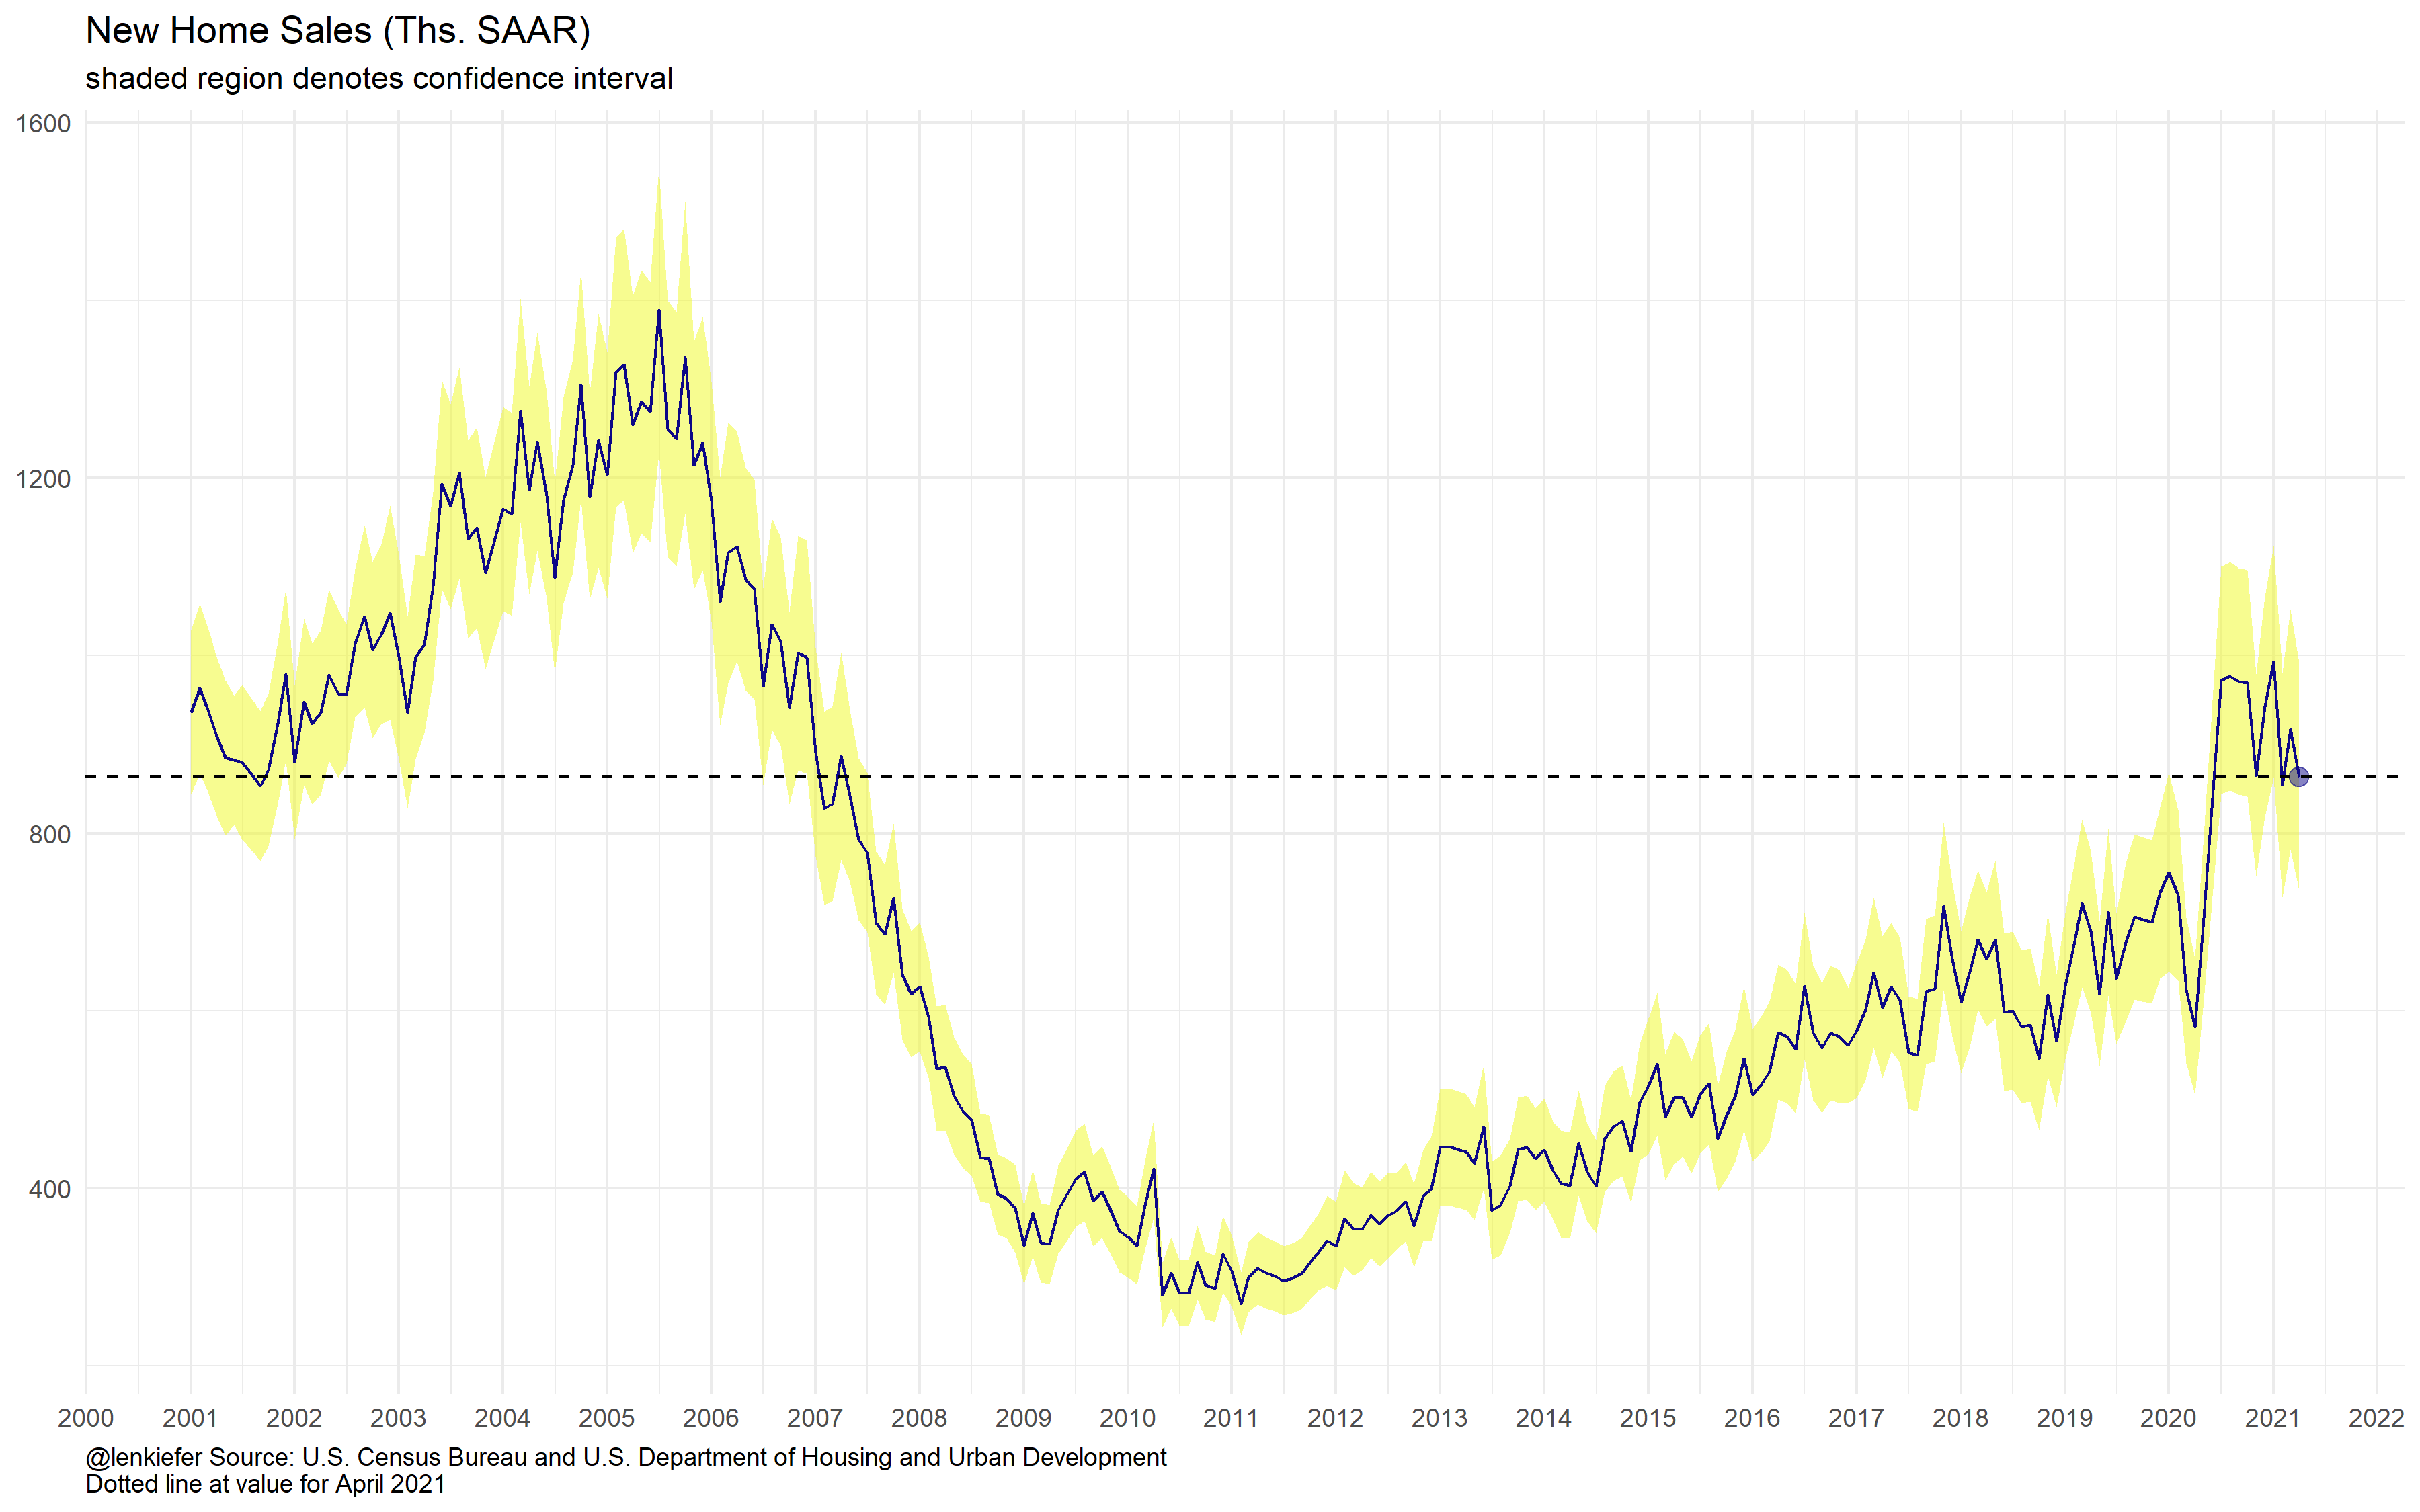 New Home Sales (Ths. SAAR)
shaded region denotes confidence interval
1600
1200
800
400
2000 2001 2002 2003 2004 2005 2006 2007 2008 2009 2010 2011 2012 2013 2014 2015 2016 2017 2018 2019 2020 2021 2022
@lenkiefer Source: U.S. Census Bureau and U.S. Department of Housing and Urban Development
Dotted line at value for April 2021